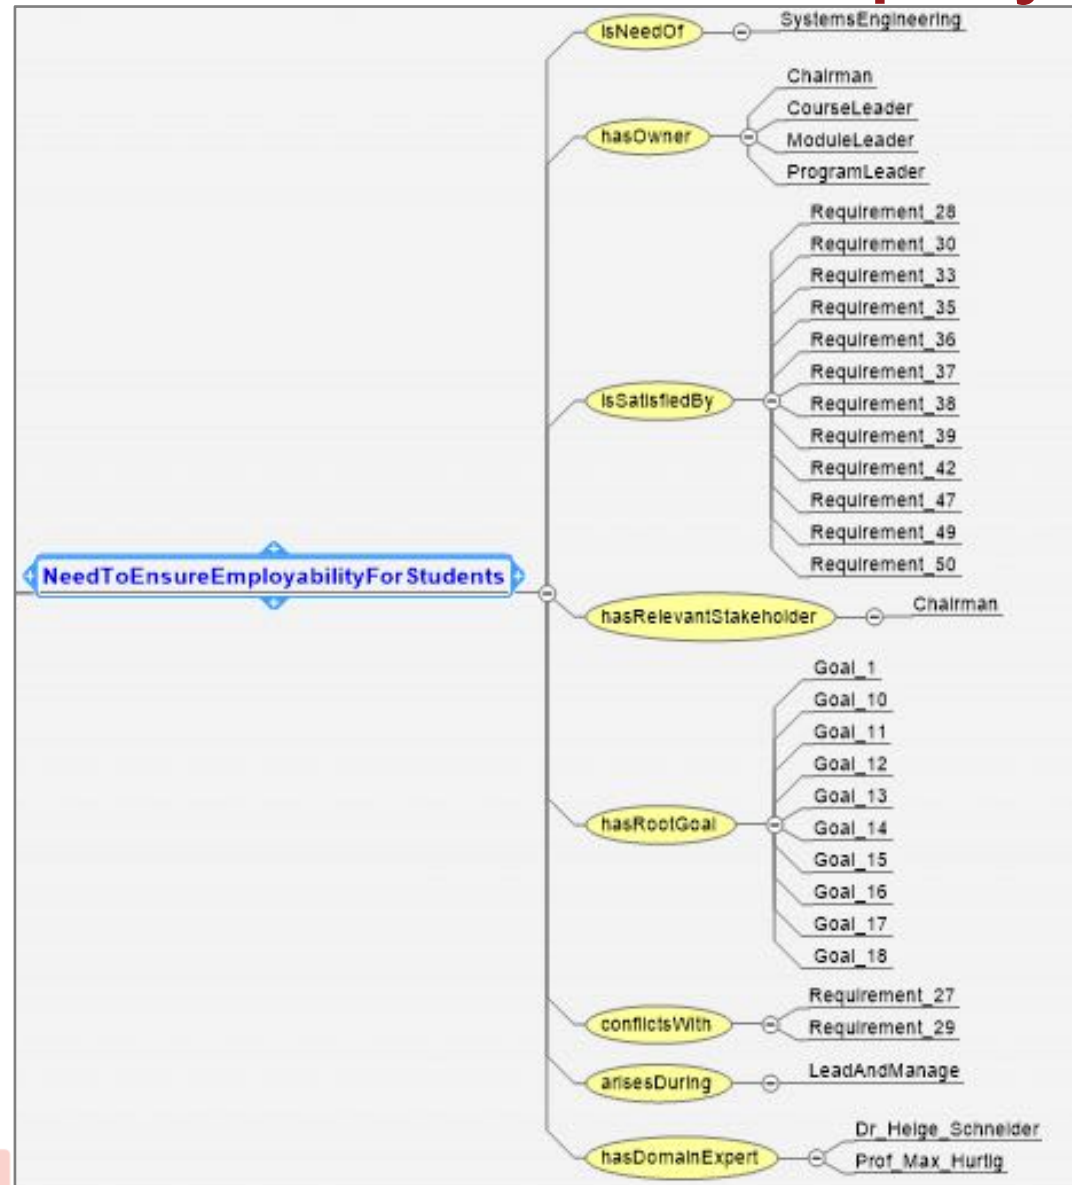 isNeedOf
SystemsEngineering
hasOwner
Chairman
CourseLeader
ModuleLeader
ProgramLeader
isSatisfiedBy
Requirement_28
Requirement_30
Requirement_33
Requirement_35
Requirement_36
Requirement_37
Requirement_38
Requirement_39
Requirement_42
Requirement_47
Requirement_49
Requirement_50
NeedToEnsureEmployabilityForStudents
hasRelevantStakeholder
Chairman
hasRootGoal
Goal_1
Goal_10
Goal_11
Goal_12
Goal_13
Goal_14
Goal_15
Goal_16
Goal_17
Goal_18
conflictsWith
Requirement_27
Requirement_29
arisesDuring
LeadAndManage
hasDomainExpert
Dr_Helge_Schneider
Prof_Max_Hurtig